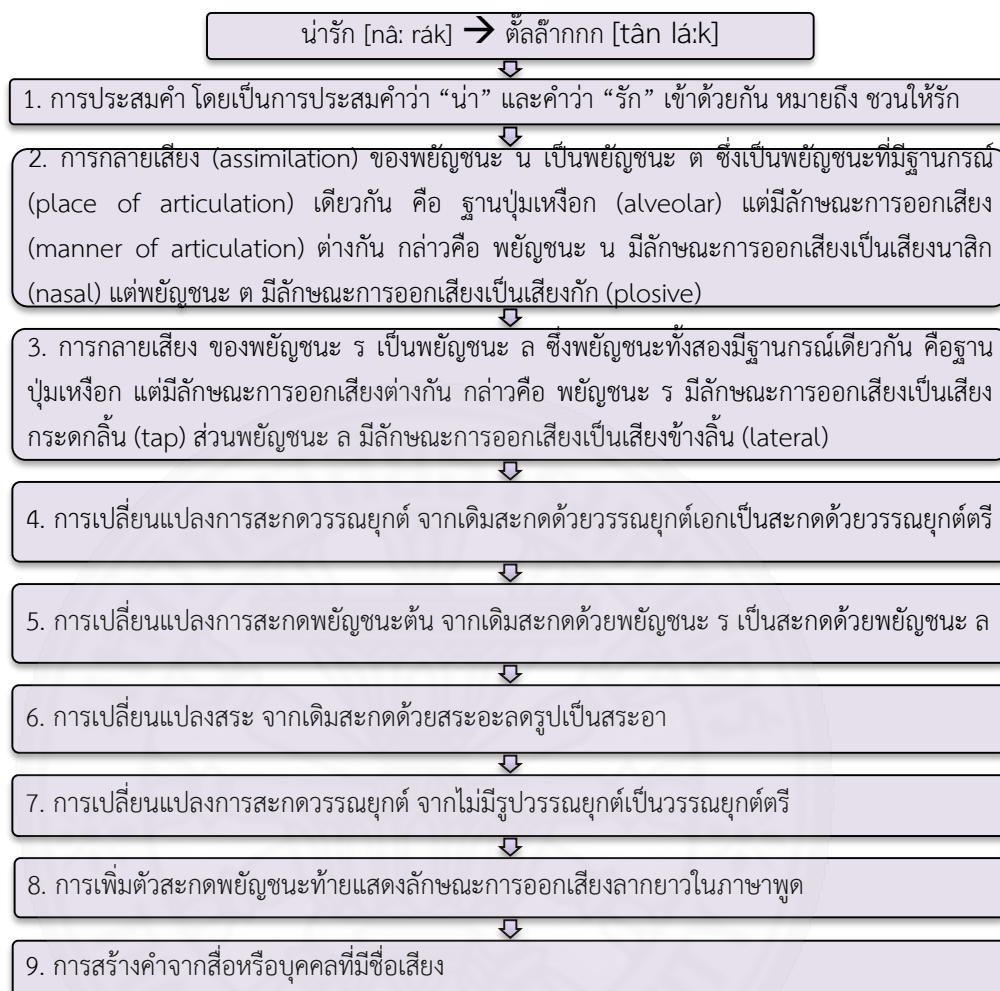 น่ารัก [nâ: rák] → ตั๊ลล๊ากกก [tân lá:k]
1. การประสมคำ โดยเป็นการประสมคำว่า “น่า” และคำว่า “รัก” เข้าด้วยกัน หมายถึง ชวนให้รัก
2. การกลายเสียง (assimilation) ของพยัญชนะ น เป็นพยัญชนะ ต ซึ่งเป็นพยัญชนะที่มีฐานกรณ์
(place of articulation) เดียวกัน คือ ฐานปุ่มเหงือก (alveolar) แต่มีลักษณะการออกเสียง
(manner of articulation) ต่างกัน กล่าวคือ พยัญชนะ น มีลักษณะการออกเสียงเป็นเสียงนาสิก
(nasal) แต่พยัญชนะ ต มีลักษณะการออกเสียงเป็นเสียงกัก (plosive)
3. การกลายเสียง ของพยัญชนะ ร เป็นพยัญชนะ ล ซึ่งพยัญชนะทั้งสองมีฐานกรณ์เดียวกัน คือฐาน
ปุ่มเหงือก แต่มีลักษณะการออกเสียงต่างกัน กล่าวคือ พยัญชนะ ร มีลักษณะการออกเสียงเป็นเสียง
กระดกลิ้น (tap) ส่วนพยัญชนะ ล มีลักษณะการออกเสียงเป็นเสียงข้างลิ้น (lateral)
4. การเปลี่ยนแปลงการสะกดวรรณยุกต์ จากเดิมสะกดด้วยวรรณยุกต์เอกเป็นสะกดด้วยวรรณยุกต์ตรี
5. การเปลี่ยนแปลงการสะกดพยัญชนะต้น จากเดิมสะกดด้วยพยัญชนะ ร เป็นสะกดด้วยพยัญชนะ ล
6. การเปลี่ยนแปลงสระ จากเดิมสะกดด้วยสระอะลดรูปเป็นสระอา
7. การเปลี่ยนแปลงการสะกดวรรณยุกต์ จากไม่มีรูปวรรณยุกต์เป็นวรรณยุกต์ตรี
8. การเพิ่มตัวสะกดพยัญชนะท้ายแสดงลักษณะการออกเสียงลากยาวในภาษาพูด
9. การสร้างคำจากสื่อหรือบุคคลที่มีชื่อเสียง